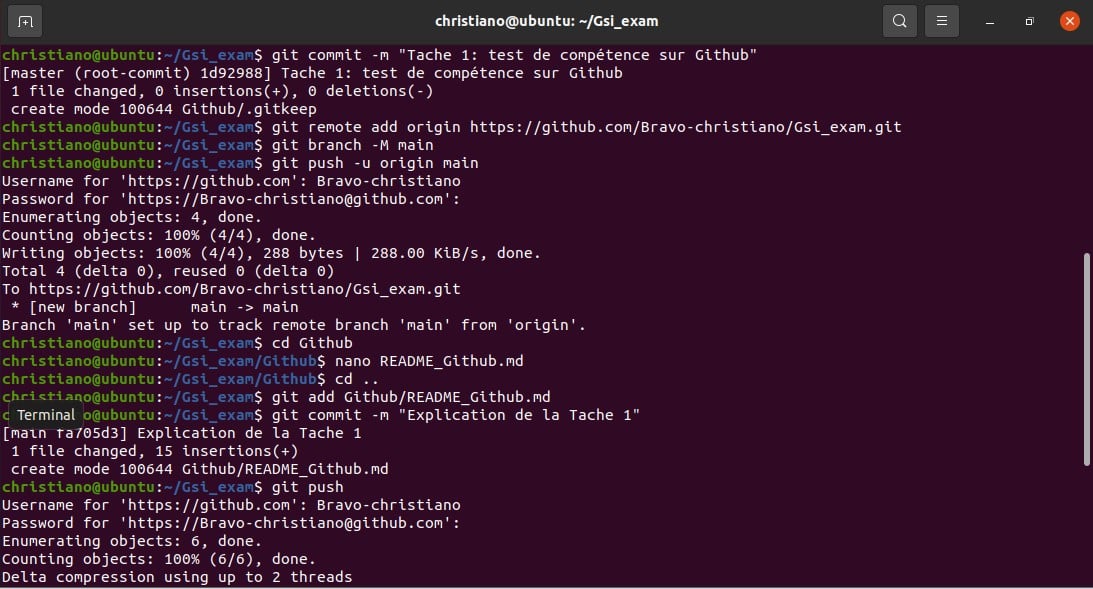 christiano@ubuntu: ~/Gsi_exam
christiano@ubuntu:~/Gsi_exam$ git commit -m "Tache 1: test de compétence sur Github"
[master (root-commit) 1d92988] Tache 1: test de compétence sur Github
 1 file changed, 0 insertions(+), 0 deletions(-)
 create mode 100644 Github/.gitkeep
christiano@ubuntu:~/Gsi_exam$ git remote add origin https://github.com/Bravo-christiano/Gsi_exam.git
christiano@ubuntu:~/Gsi_exam$ git branch -M main
christiano@ubuntu:~/Gsi_exam$ git push -u origin main
Username for 'https://github.com': Bravo-christiano
Password for 'https://Bravo-christiano@github.com':
Enumerating objects: 4, done.
Counting objects: 100% (4/4), done.
Writing objects: 100% (4/4), 288 bytes | 288.00 KiB/s, done.
Total 4 (delta 0), reused 0 (delta 0)
To https://github.com/Bravo-christiano/Gsi_exam.git
 * [new branch]      main -> main
Branch 'main' set up to track remote branch 'main' from 'origin'.
christiano@ubuntu:~/Gsi_exam$ cd Github
christiano@ubuntu:~/Gsi_exam/Github$ nano README_Github.md
christiano@ubuntu:~/Gsi_exam/Github$ cd ..
christiano@ubuntu:~/Gsi_exam$ git add Github/README_Github.md
Terminal
christiano@ubuntu:~/Gsi_exam$ git commit -m "Explication de la Tache 1"
[main fa705d3] Explication de la Tache 1
 1 file changed, 15 insertions(+)
 create mode 100644 Github/README_Github.md
christiano@ubuntu:~/Gsi_exam$ git push
Username for 'https://github.com': Bravo-christiano
Password for 'https://Bravo-christiano@github.com':
Enumerating objects: 6, done.
Counting objects: 100% (6/6), done.
Delta compression using up to 2 threads